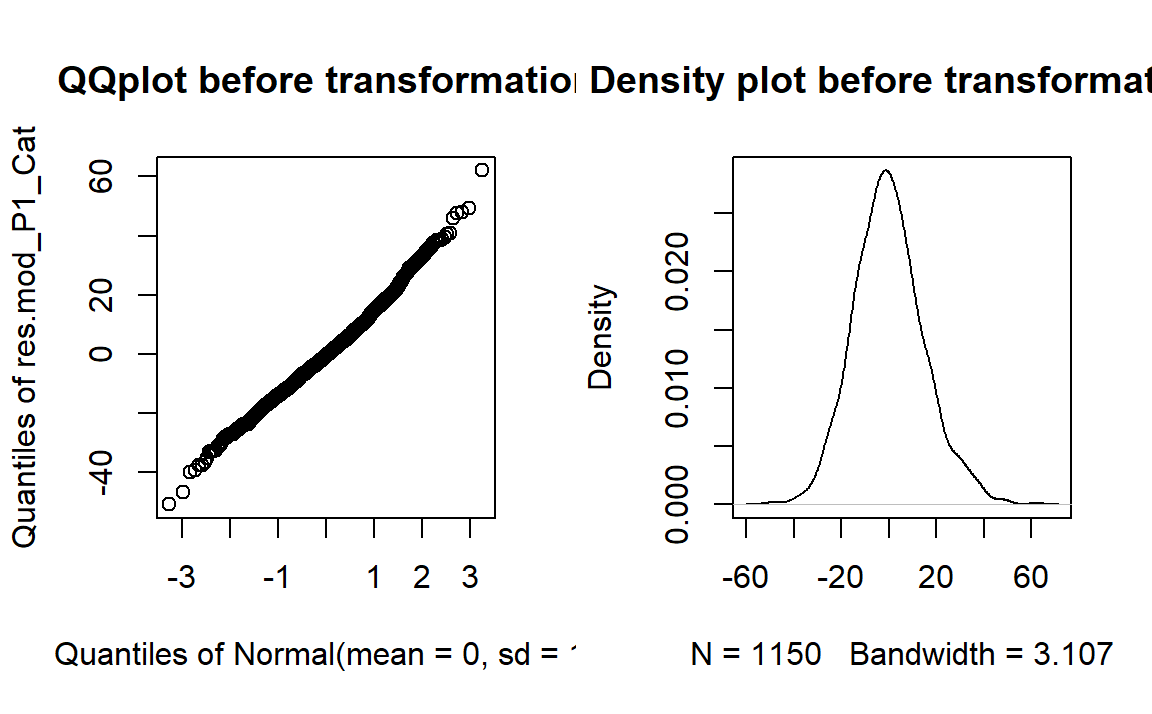 QQplot before transformation
Quantiles of res.mod_P1_Cat
60
20
0
-40
-3
-1
1
2
3
Quantiles of Normal(mean = 0, sd =
Density plot before transformat
Density
0.020
0.010
0.000
-60
-20
20
60
N = 1150 Bandwidth = 3.107